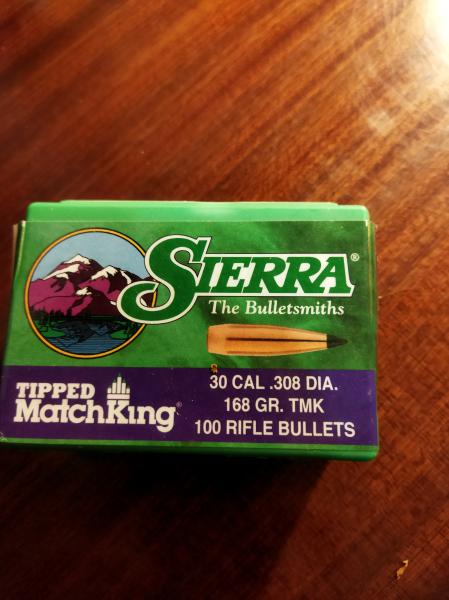 SIERRA®
The Bulletsmiths
TIPPED
MatchKing®
30 CAL .308 DIA.
168 GR. TMK
100 RIFLE BULLETS